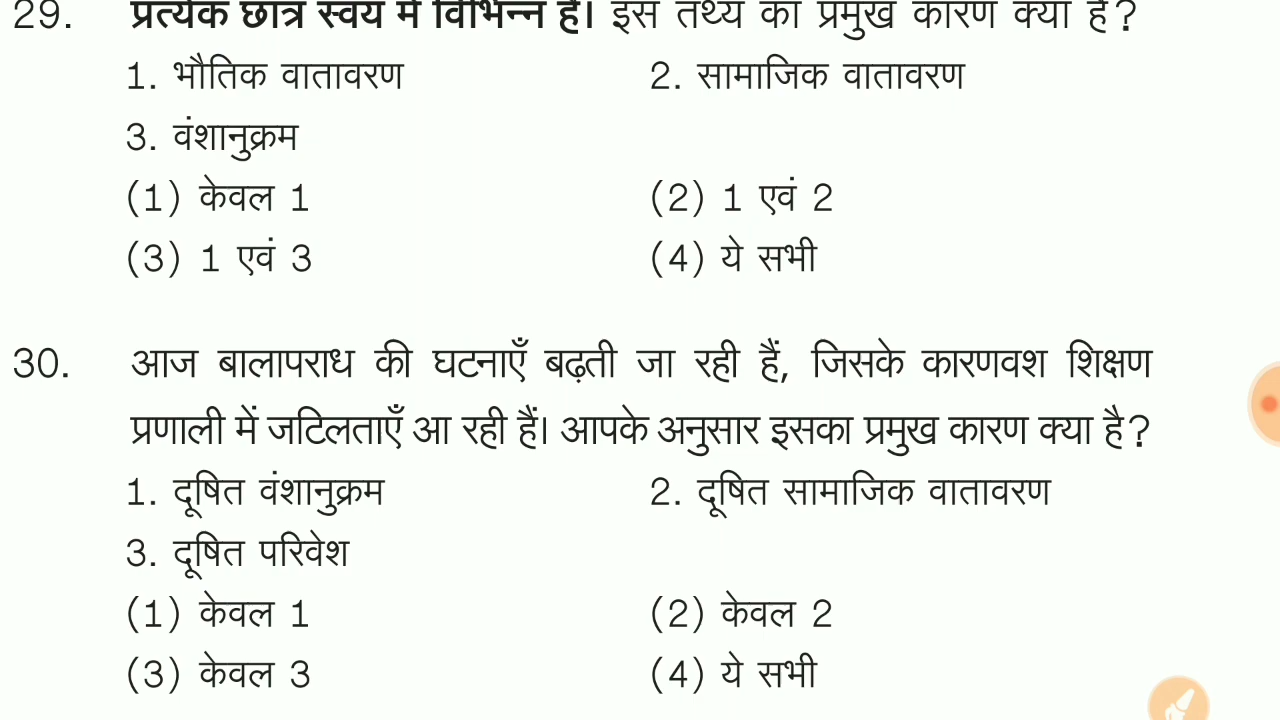 29. प्रत्येक छात्र स्वयं में विभिन्न है। इस तथ्य का प्रमुख कारण क्या है?
1. भौतिक वातावरण 2. सामाजिक वातावरण
3. वंशानुक्रम
(1) केवल 1 (2) 1 एवं 2
(3) 1 एवं 3 (4) ये सभी
30. आज बालापराध की घटनाएँ बढ़ती जा रही हैं, जिसके कारणवश शिक्षण
प्रणाली में जटिलताएँ आ रही हैं। आपके अनुसार इसका प्रमुख कारण क्या है?
1. दूषित वंशानुक्रम 2. दूषित सामाजिक वातावरण
3. दूषित परिवेश
(1) केवल 1 (2) केवल 2
(3) केवल 3 (4) ये सभी